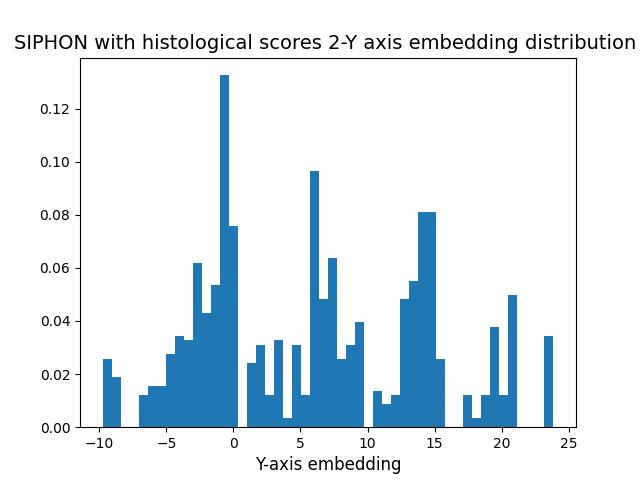 SIPHON with histological scores 2-Y axis embedding distribution
0.12
0.10
0.08
0.06
0.04
0.02
0.00
−10 −5 0 5 10 15 20 25
Y-axis embedding